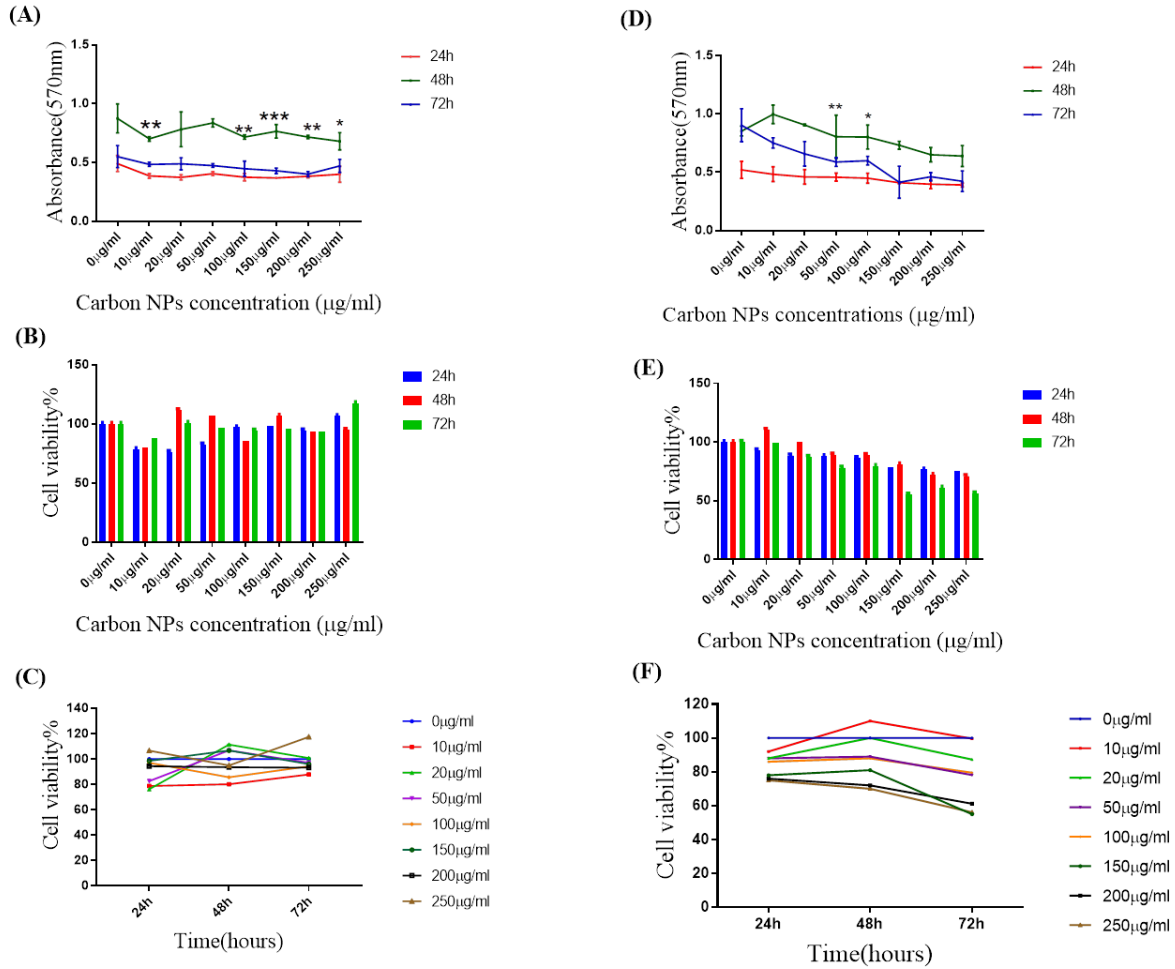 (A)
Absorbance(570nm)
1.5
1.0
0.5
0.0
** ** *** ** *
24h
48h
72h
0µg/ml
10µg/ml
20µg/ml
50µg/ml
100µg/ml
150µg/ml
200µg/ml
250µg/ml
Carbon NPs concentration (µg/ml)
(B)
Cell viability%
150
100
50
0
24h
48h
72h
0µg/ml
10µg/ml
20µg/ml
50µg/ml
100µg/ml
150µg/ml
200µg/ml
250µg/ml
Carbon NPs concentration (µg/ml)
(C)
Cell viability%
140
120
100
80
60
40
20
0
24h
48h
72h
Time(hours)
0µg/ml
10µg/ml
20µg/ml
50µg/ml
100µg/ml
150µg/ml
200µg/ml
250µg/ml
(D)
Absorbance(570nm)
1.5
1.0
0.5
0.0
** *
24h
48h
72h
0µg/ml
10µg/ml
20µg/ml
50µg/ml
100µg/ml
150µg/ml
200µg/ml
250µg/ml
Carbon NPs concentrations (µg/ml)
(E)
Cell viability%
150
100
50
0
24h
48h
72h
0µg/ml
10µg/ml
20µg/ml
50µg/ml
100µg/ml
150µg/ml
200µg/ml
250µg/ml
Carbon NPs concentration (µg/ml)
(F)
Cell viability%
120
100
80
60
40
20
0
24h
48h
72h
Time(hours)
0µg/ml
10µg/ml
20µg/ml
50µg/ml
100µg/ml
150µg/ml
200µg/ml
250µg/ml